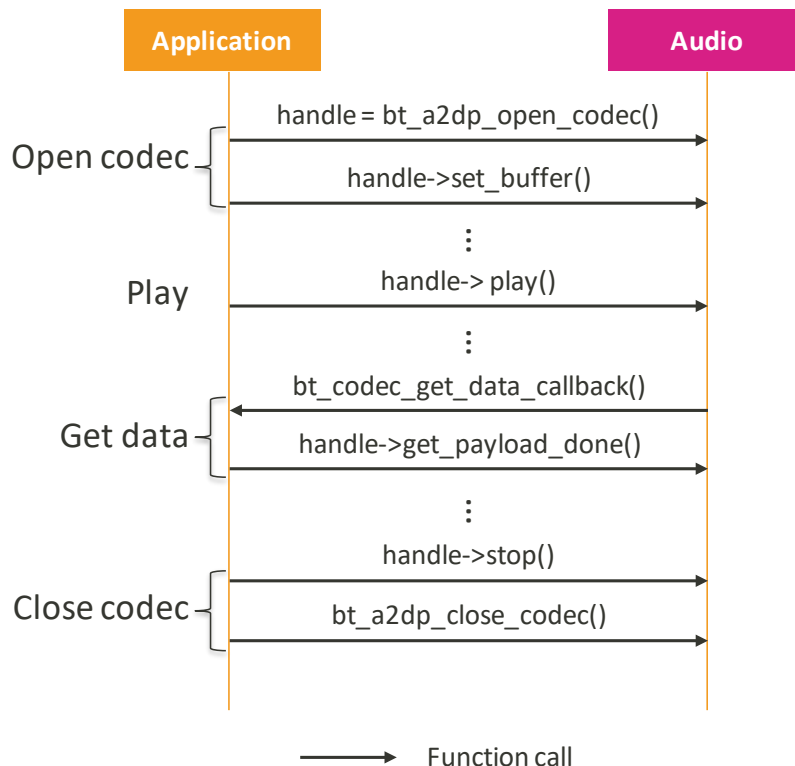 Application
Audio
handle = bt_a2dp_open_codec()
Open codec
handle->set_buffer()
handle-> play()
Play
bt_codec_get_data_callback()
Get data
handle->get_payload_done()
handle->stop()
Close codec
bt_a2dp_close_codec()
Function call